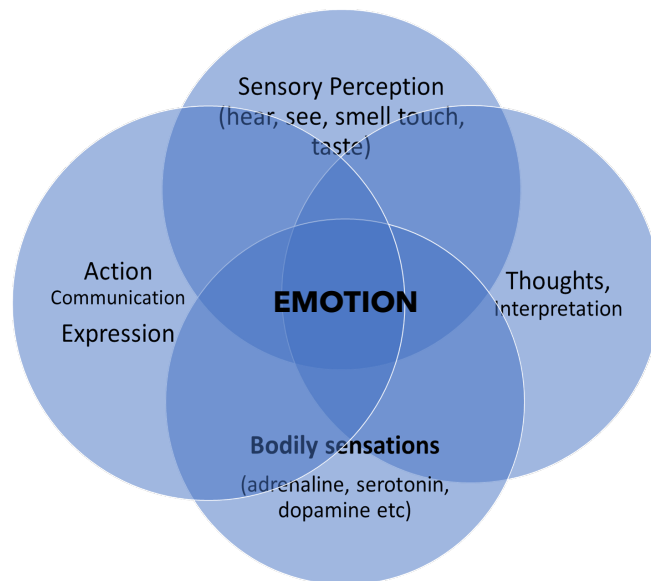 Sensory Perception
(hear, see, smell touch,
taste)
Action
Communication
Expression
EMOTION
Thoughts,
interpretation
Bodily sensations
(adrenaline, serotonin,
dopamine etc)